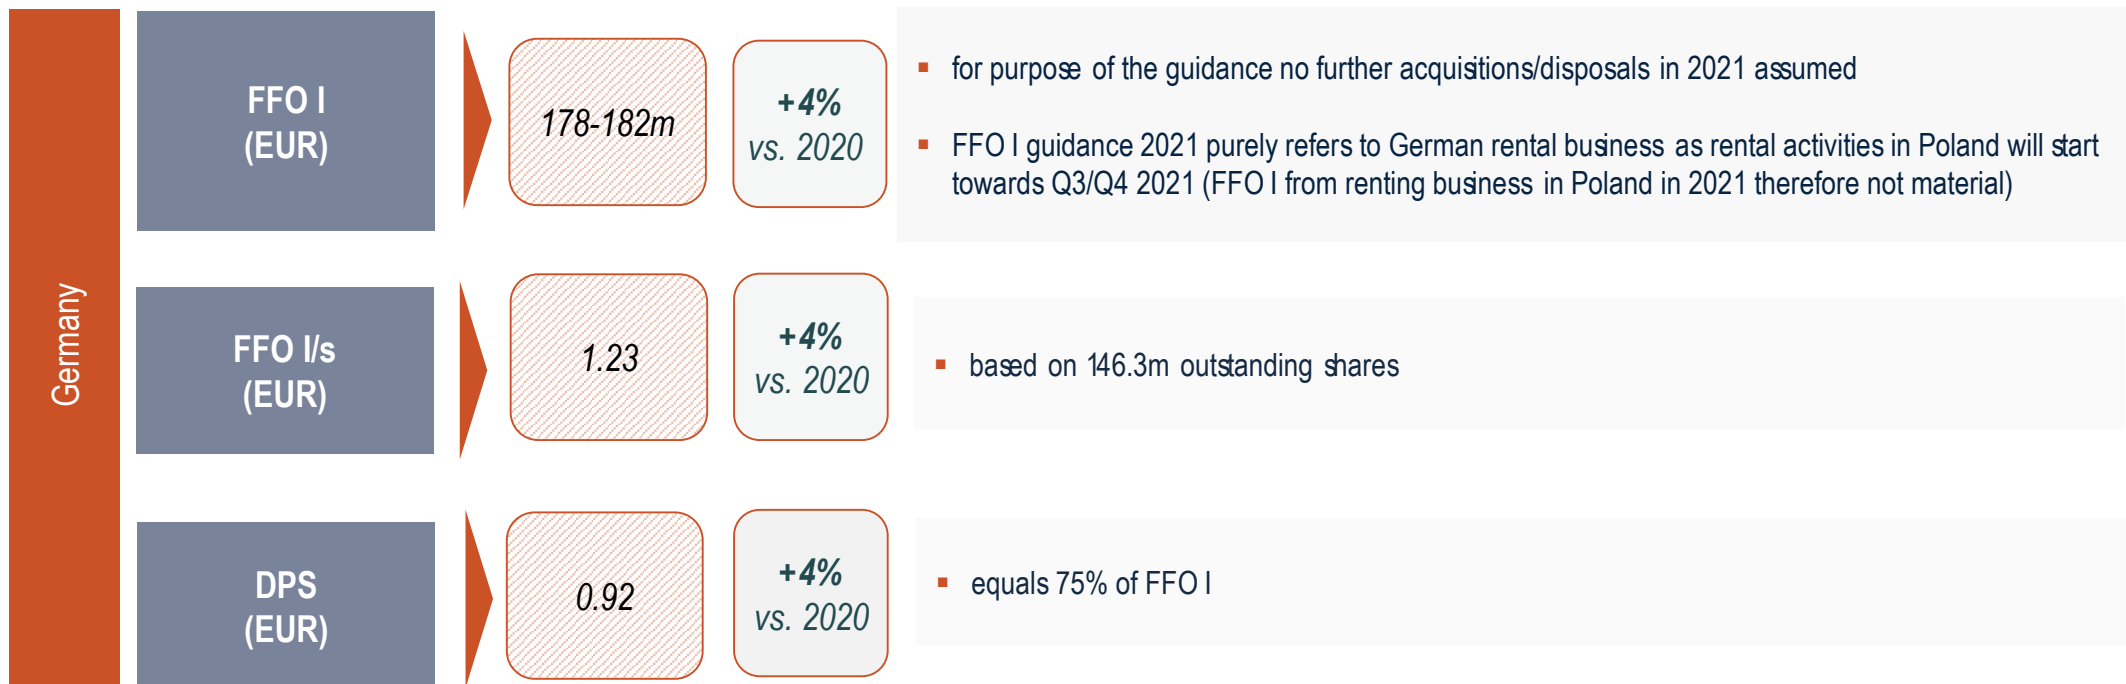 Germany
FFO I
(EUR)
178-182m
+4%
vs. 2020
▪ for purpose of the guidance no further acquisitions/disposals in 2021 assumed
▪ FFO I guidance 2021 purely refers to German rental business as rental activities in Poland will start
towards Q3/Q4 2021 (FFO I from renting business in Poland in 2021 therefore not material)
FFO I/s
(EUR)
1.23
+4%
vs. 2020
▪ based on 146.3m outstanding shares
DPS
(EUR)
0.92
+4%
vs. 2020
▪ equals 75% of FFO I